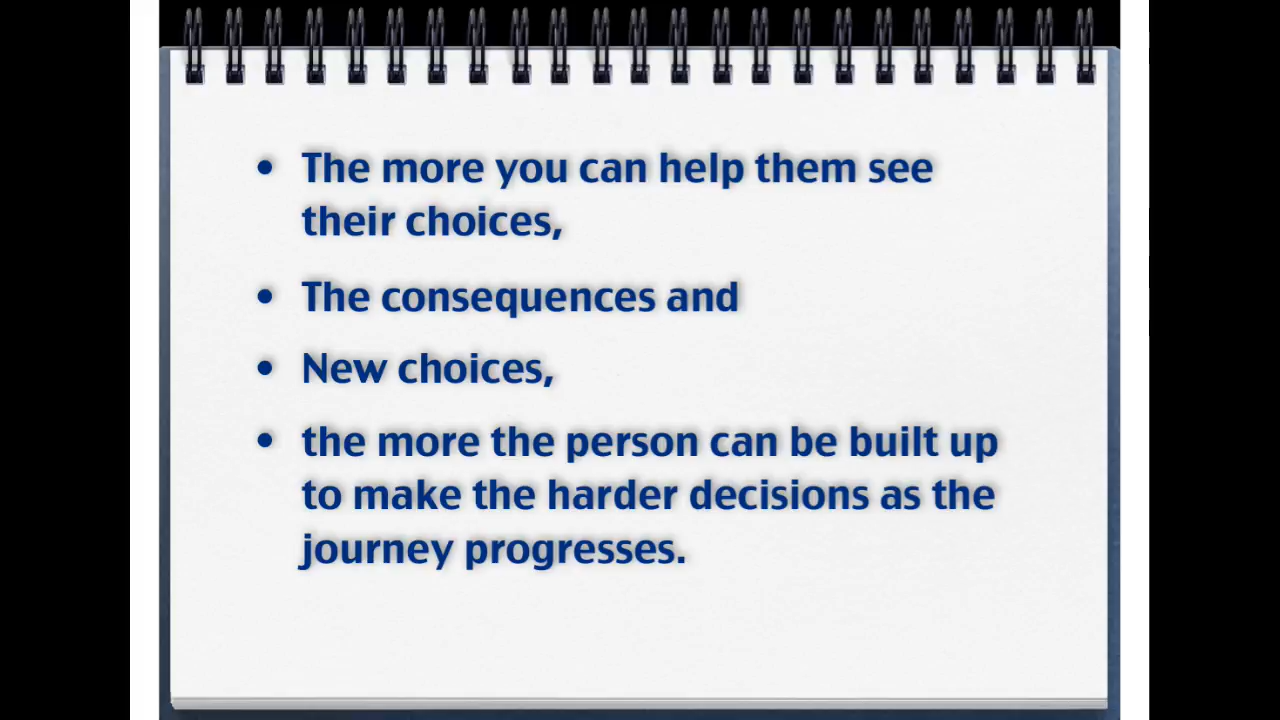 • The more you can help them see
their choices,
• The consequences and
• New choices,
• the more the person can be built up
to make the harder decisions as the
journey progresses.